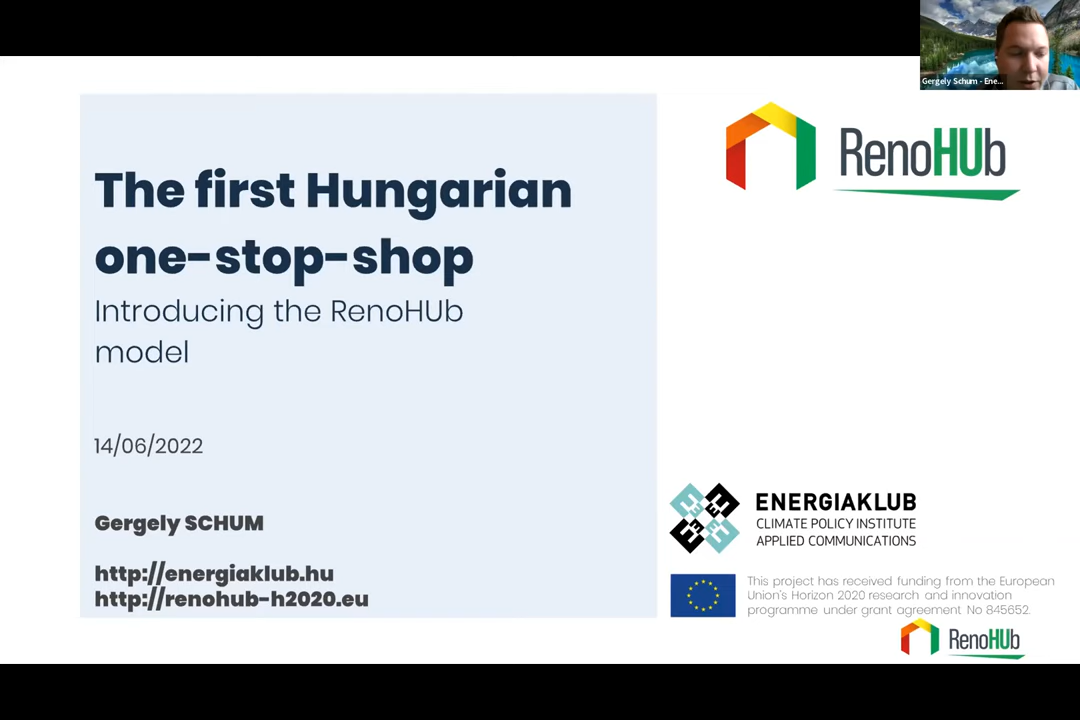 Gergely Schum - Ene...
RenoHUb
The first Hungarian
one-stop-shop
Introducing the RenoHUb
model
14/06/2022
Gergely SCHUM
http://energiaklub.hu
http://renohub-h2020.eu
ENERGIAKLUB
CLIMATE POLICY INSTITUTE
APPLIED COMMUNICATIONS
This project has received funding from the European
Union's Horizon 2020 research and innovation
programme under grant agreement No 845652.
RenoHUb